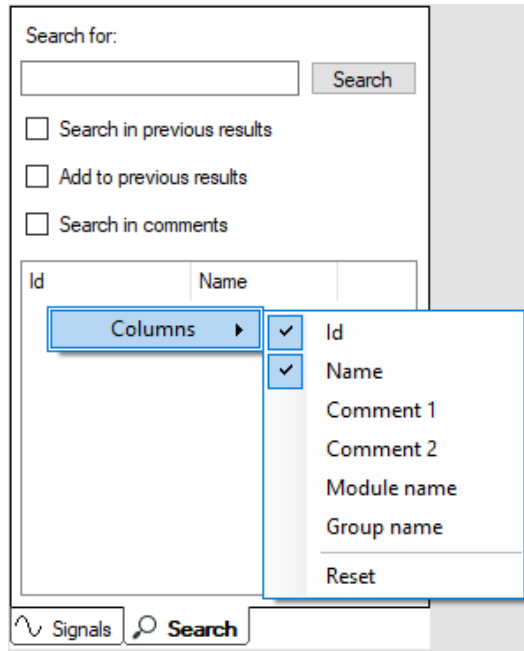 Search for:
Search
Search in previous results
Add to previous results
Search in comments
Id Name
Columns
Id
Name
Comment 1
Comment 2
Module name
Group name
Reset
Signals Search